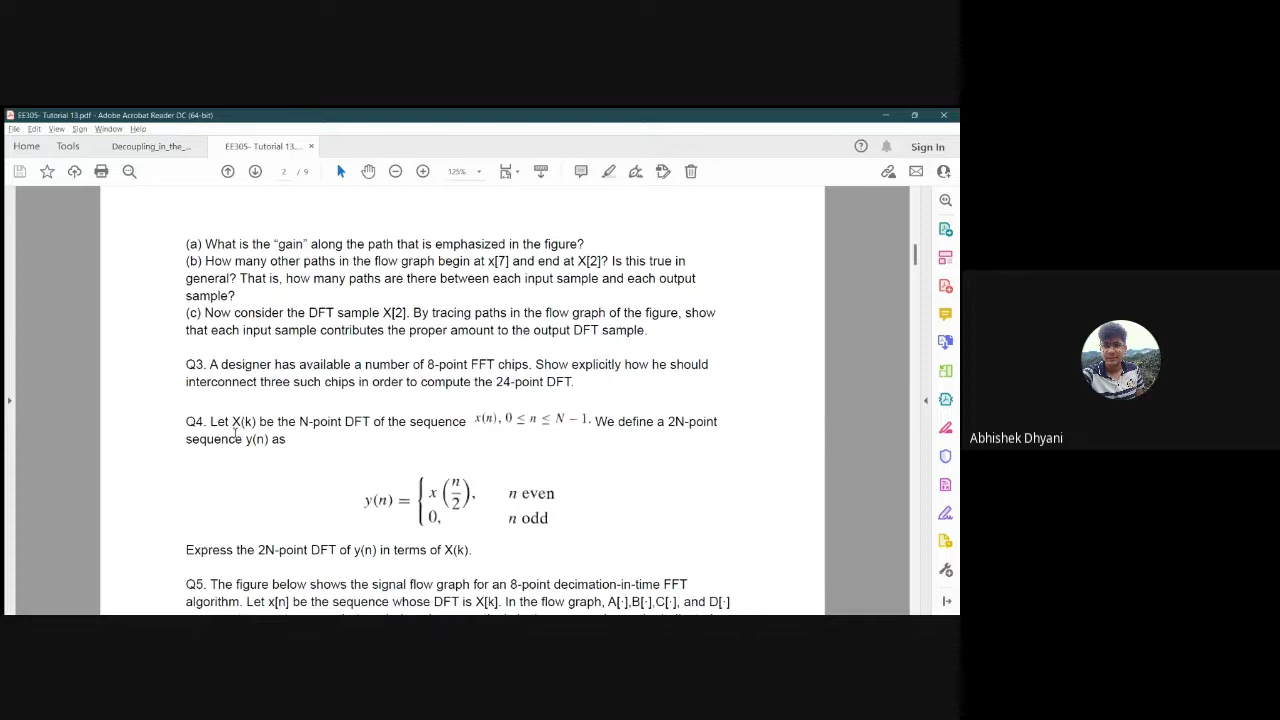 EE305- Tutorial 13.pdf - Adobe Acrobat Reader DC (64-bit)
File Edit View Sign Window Help
Home Tools Decoupling_in_the_... EE305- Tutorial 13.... × Sign In
2 / 9 125%
(a) What is the “gain” along the path that is emphasized in the figure?
(b) How many other paths in the flow graph begin at x[7] and end at X[2]? Is this true in
general? That is, how many paths are there between each input sample and each output
sample?
(c) Now consider the DFT sample X[2]. By tracing paths in the flow graph of the figure, show
that each input sample contributes the proper amount to the output DFT sample.
Q3. A designer has available a number of 8-point FFT chips. Show explicitly how he should
interconnect three such chips in order to compute the 24-point DFT.
Q4. Let X(k) be the N-point DFT of the sequence x(n), 0 ≤ n ≤ N − 1. We define a 2N-point
sequence y(n) as
y(n) = { x(n/2), n even
0, n odd
Express the 2N-point DFT of y(n) in terms of X(k).
Q5. The figure below shows the signal flow graph for an 8-point decimation-in-time FFT
algorithm. Let x[n] be the sequence whose DFT is X[k]. In the flow graph, A[·],B[·],C[·], and D[·]
Abhishek Dhyani